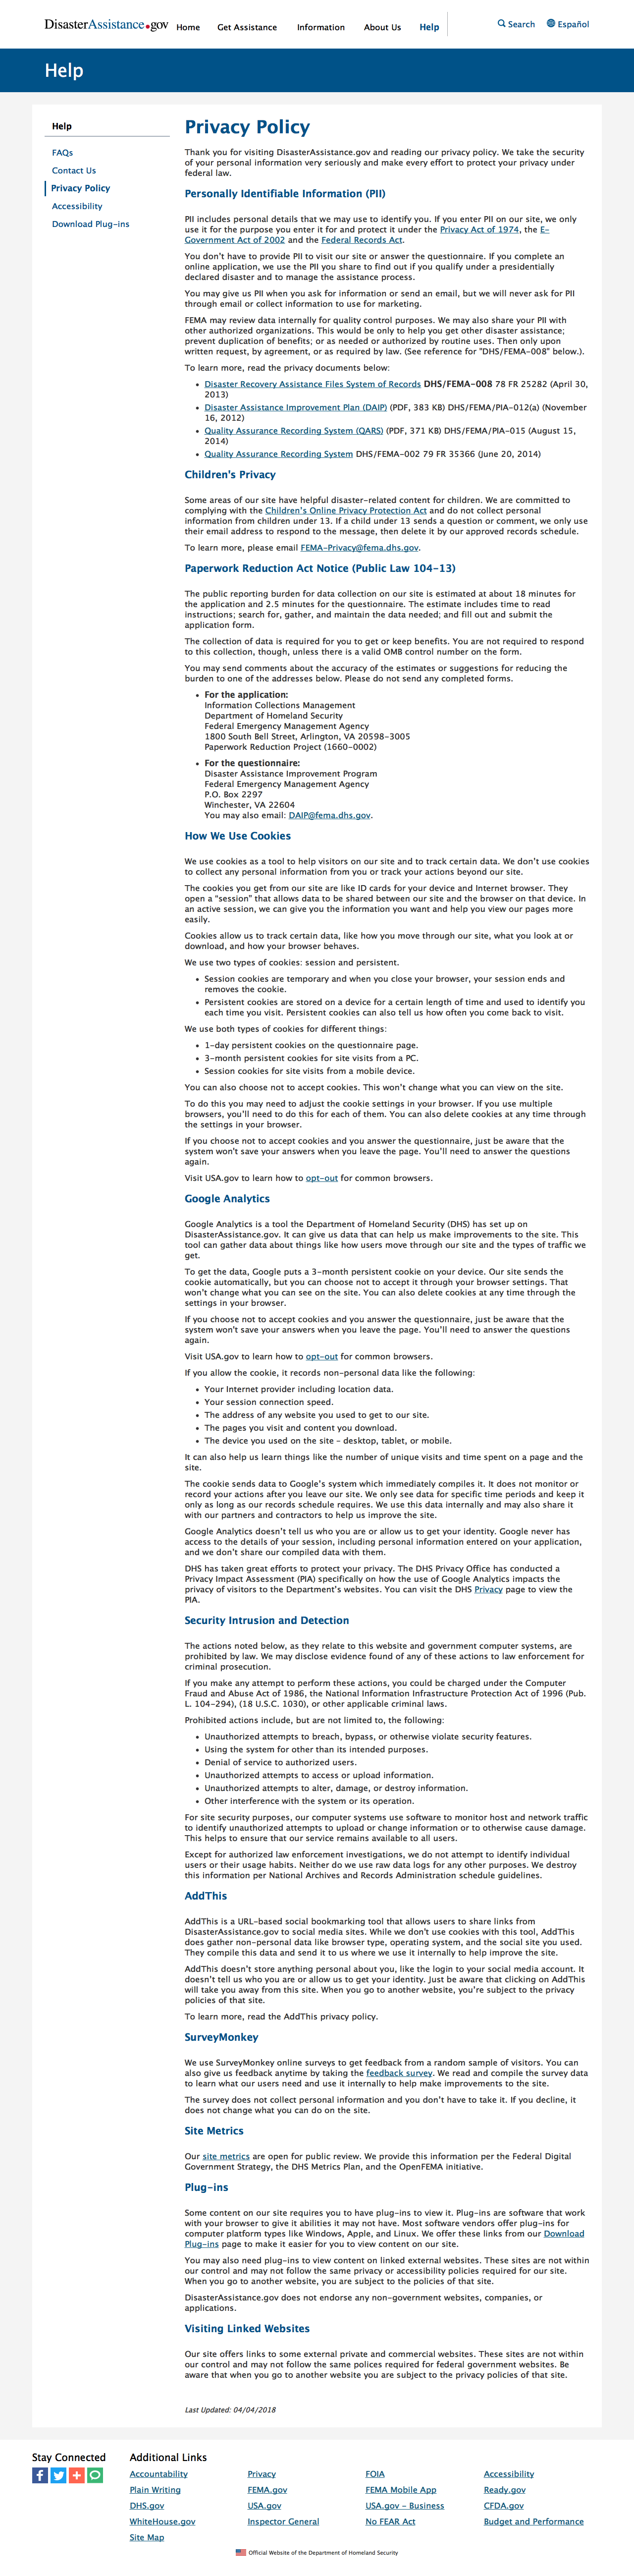 DisasterAssistance.gov Home Get Assistance Information About Us Help Search Español
Help
Help
FAQs
Contact Us
Privacy Policy
Accessibility
Download Plug-ins
Privacy Policy
Thank you for visiting DisasterAssistance.gov and reading our privacy policy. We take the security
of your personal information very seriously and make every effort to protect your privacy under
federal law.
Personally Identifiable Information (PII)
PII includes personal details that we may use to identify you. If you enter PII on our site, we only
use it for the purpose you enter it for and protect it under the Privacy Act of 1974, the E-
Government Act of 2002 and the Federal Records Act.
You don't have to provide PII to visit our site or answer the questionnaire. If you complete an
online application, we use the PII you share to find out if you qualify under a presidentially
declared disaster and to manage the assistance process.
You may give us PII when you ask for information or send an email, but we will never ask for PII
through email or collect information to use for marketing.
FEMA may review data internally for quality control purposes. We may also share your PII with
other authorized organizations. This would be only to help you get other disaster assistance;
prevent duplication of benefits; or as needed or authorized by routine uses. Then only upon
written request, by agreement, or as required by law. (See reference for "DHS/FEMA-008" below.).
To learn more, read the privacy documents below:
• Disaster Recovery Assistance Files System of Records DHS/FEMA-008 78 FR 25282 (April 30,
2013)
• Disaster Assistance Improvement Plan (DAIP) (PDF, 383 KB) DHS/FEMA/PIA-012(a) (November
16, 2012)
• Quality Assurance Recording System (QARS) (PDF, 371 KB) DHS/FEMA/PIA-015 (August 15,
2014)
• Quality Assurance Recording System DHS/FEMA-002 79 FR 35366 (June 20, 2014)
Children's Privacy
Some areas of our site have helpful disaster-related content for children. We are committed to
complying with the Children's Online Privacy Protection Act and do not collect personal
information from children under 13. If a child under 13 sends a question or comment, we only use
their email address to respond to the message, then delete it by our approved records schedule.
To learn more, please email FEMA-Privacy@fema.dhs.gov.
Paperwork Reduction Act Notice (Public Law 104-13)
The public reporting burden for data collection on our site is estimated at about 18 minutes for
the application and 2.5 minutes for the questionnaire. The estimate includes time to read
instructions; search for, gather, and maintain the data needed; and fill out and submit the
application form.
The collection of data is required for you to get or keep benefits. You are not required to respond
to this collection, though, unless there is a valid OMB control number on the form.
You may send comments about the accuracy of the estimates or suggestions for reducing the
burden to one of the addresses below. Please do not send any completed forms.
• For the application:
Information Collections Management
Department of Homeland Security
Federal Emergency Management Agency
1800 South Bell Street, Arlington, VA 20598-3005
Paperwork Reduction Project (1660-0002)
• For the questionnaire:
Disaster Assistance Improvement Program
Federal Emergency Management Agency
P.O. Box 2297
Winchester, VA 22604
You may also email: DAIP@fema.dhs.gov.
How We Use Cookies
We use cookies as a tool to help visitors on our site and to track certain data. We don't use cookies
to collect any personal information from you or track your actions beyond our site.
The cookies you get from our site are like ID cards for your device and Internet browser. They
open a "session" that allows data to be shared between our site and the browser on that device. In
an active session, we can give you the information you want and help you view our pages more
easily.
Cookies allow us to track certain data, like how you move through our site, what you look at or
download, and how your browser behaves.
We use two types of cookies: session and persistent.
• Session cookies are temporary and when you close your browser, your session ends and
removes the cookie.
• Persistent cookies are stored on a device for a certain length of time and used to identify you
each time you visit. Persistent cookies can also tell us how often you come back to visit.
We use both types of cookies for different things:
• 1-day persistent cookies on the questionnaire page.
• 3-month persistent cookies for site visits from a PC.
• Session cookies for site visits from a mobile device.
You can also choose not to accept cookies. This won't change what you can view on the site.
To do this you may need to adjust the cookie settings in your browser. If you use multiple
browsers, you'll need to do this for each of them. You can also delete cookies at any time through
the settings in your browser.
If you choose not to accept cookies and you answer the questionnaire, just be aware that the
system won't save your answers when you leave the page. You'll need to answer the questions
again.
Visit USA.gov to learn how to opt-out for common browsers.
Google Analytics
Google Analytics is a tool the Department of Homeland Security (DHS) has set up on
DisasterAssistance.gov. It can give us data that can help us make improvements to the site. This
tool can gather data about things like how users move through our site and the types of traffic we
get.
To get the data, Google puts a 3-month persistent cookie on your device. Our site sends the
cookie automatically, but you can choose not to accept it through your browser settings. That
won't change what you can see on the site. You can also delete cookies at any time through the
settings in your browser.
If you choose not to accept cookies and you answer the questionnaire, just be aware that the
system won't save your answers when you leave the page. You'll need to answer the questions
again.
Visit USA.gov to learn how to opt-out for common browsers.
If you allow the cookie, it records non-personal data like the following:
• Your Internet provider including location data.
• Your session connection speed.
• The address of any website you used to get to our site.
• The pages you visit and content you download.
• The device you used on the site – desktop, tablet, or mobile.
It can also help us learn things like the number of unique visits and time spent on a page and the
site.
The cookie sends data to Google's system which immediately compiles it. It does not monitor or
record your actions after you leave our site. We only see data for specific time periods and keep it
only as long as our records schedule requires. We use this data internally and may also share it
with our partners and contractors to help us improve the site.
Google Analytics doesn't tell us who you are or allow us to get your identity. Google never has
access to the details of your session, including personal information entered on your application,
and we don't share our compiled data with them.
DHS has taken great efforts to protect your privacy. The DHS Privacy Office has conducted a
Privacy Impact Assessment (PIA) specifically on how the use of Google Analytics impacts the
privacy of visitors to the Department's websites. You can visit the DHS Privacy page to view the
PIA.
Security Intrusion and Detection
The actions noted below, as they relate to this website and government computer systems, are
prohibited by law. We may disclose evidence found of any of these actions to law enforcement for
criminal prosecution.
If you make any attempt to perform these actions, you could be charged under the Computer
Fraud and Abuse Act of 1986, the National Information Infrastructure Protection Act of 1996 (Pub.
L. 104-294), (18 U.S.C. 1030), or other applicable criminal laws.
Prohibited actions include, but are not limited to, the following:
• Unauthorized attempts to breach, bypass, or otherwise violate security features.
• Using the system for other than its intended purposes.
• Denial of service to authorized users.
• Unauthorized attempts to access or upload information.
• Unauthorized attempts to alter, damage, or destroy information.
• Other interference with the system or its operation.
For site security purposes, our computer systems use software to monitor host and network traffic
to identify unauthorized attempts to upload or change information or to otherwise cause damage.
This helps to ensure that our service remains available to all users.
Except for authorized law enforcement investigations, we do not attempt to identify individual
users or their usage habits. Neither do we use raw data logs for any other purposes. We destroy
this information per National Archives and Records Administration schedule guidelines.
AddThis
AddThis is a URL-based social bookmarking tool that allows users to share links from
DisasterAssistance.gov to social media sites. While we don't use cookies with this tool, AddThis
does gather non-personal data like browser type, operating system, and the social site you used.
They compile this data and send it to us where we use it internally to help improve the site.
AddThis doesn't store anything personal about you, like the login to your social media account. It
doesn't tell us who you are or allow us to get your identity. Just be aware that clicking on AddThis
will take you away from this site. When you go to another website, you're subject to the privacy
policies of that site.
To learn more, read the AddThis privacy policy.
SurveyMonkey
We use SurveyMonkey online surveys to get feedback from a random sample of visitors. You can
also give us feedback anytime by taking the feedback survey. We read and compile the survey data
to learn what our users need and use it internally to help make improvements to the site.
The survey does not collect personal information and you don't have to take it. If you decline, it
does not change what you can do on the site.
Site Metrics
Our site metrics are open for public review. We provide this information per the Federal Digital
Government Strategy, the DHS Metrics Plan, and the OpenFEMA initiative.
Plug-ins
Some content on our site requires you to have plug-ins to view it. Plug-ins are software that work
with your browser to give it abilities it may not have. Most software vendors offer plug-ins for
computer platform types like Windows, Apple, and Linux. We offer these links from our Download
Plug-ins page to make it easier for you to view content on our site.
You may also need plug-ins to view content on linked external websites. These sites are not within
our control and may not follow the same privacy or accessibility policies required for our site.
When you go to another website, you are subject to the policies of that site.
DisasterAssistance.gov does not endorse any non-government websites, companies, or
applications.
Visiting Linked Websites
Our site offers links to some external private and commercial websites. These sites are not within
our control and may not follow the same policies required for federal government websites. Be
aware that when you go to another website you are subject to the privacy policies of that site.
Last Updated: 04/04/2018
Stay Connected
Additional Links
Accountability Privacy FOIA Accessibility
Plain Writing FEMA.gov FEMA Mobile App Ready.gov
DHS.gov USA.gov USA.gov - Business CFDA.gov
WhiteHouse.gov Inspector General No FEAR Act Budget and Performance
Site Map
Official Website of the Department of Homeland Security